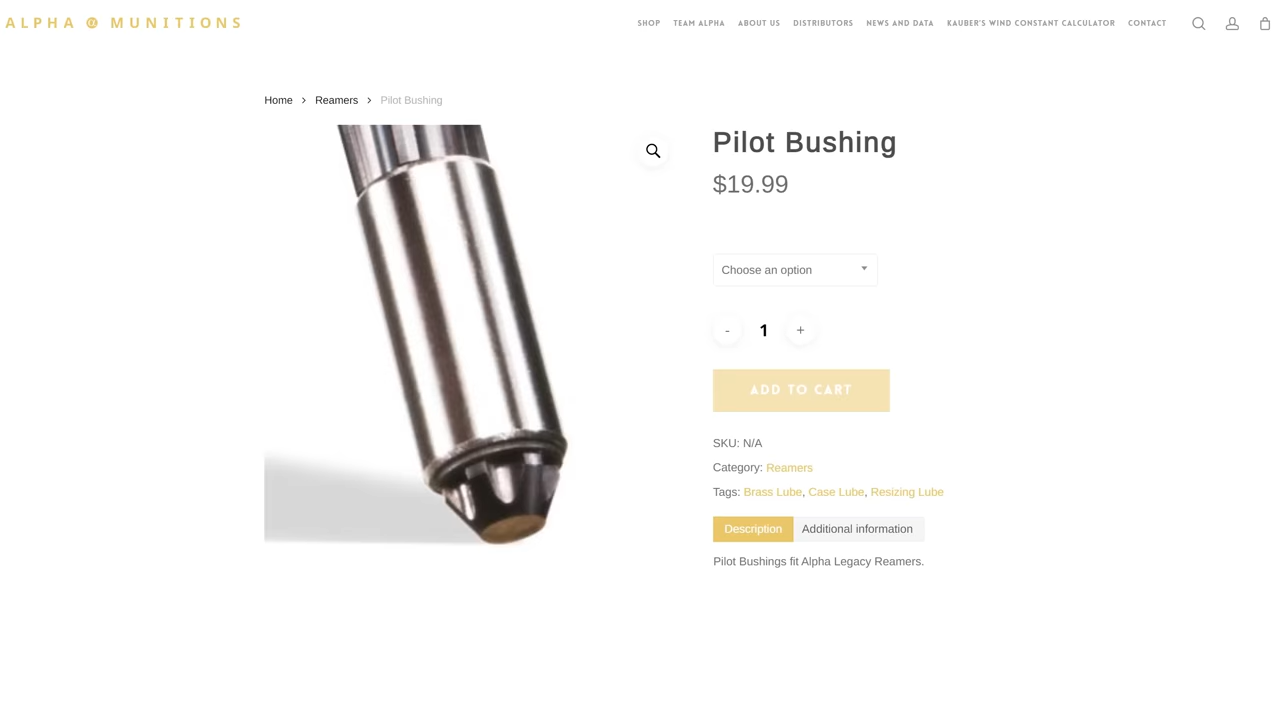 ALPHA MUNITIONS
SHOP TEAM ALPHA ABOUT US DISTRIBUTORS NEWS AND DATA KAUBER'S WIND CONSTANT CALCULATOR CONTACT
Home > Reamers > Pilot Bushing
Pilot Bushing
$19.99
Choose an option
- 1 +
ADD TO CART
SKU: N/A
Category: Reamers
Tags: Brass Lube, Case Lube, Resizing Lube
Description Additional information
Pilot Bushings fit Alpha Legacy Reamers.